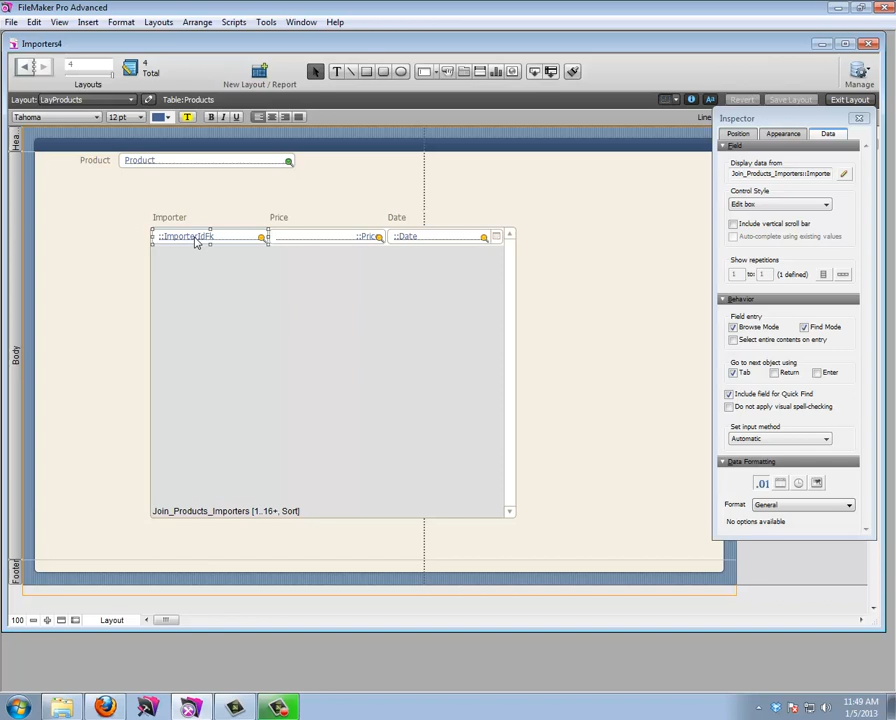 FileMaker Pro Advanced
File Edit View Insert Format Layouts Arrange Scripts Tools Window Help
Importers4
4
4
Total
Layouts
New Layout / Report
Manage
Layout: LayProducts
Table: Products
Revert
Save Layout
Exit Layout
Tahoma
12 pt
B I U
Line
Inspector
Position
Appearance
Data
Field
Display data from
Join_Products_Importers::Importe
Control Style
Edit box
Include vertical scroll bar
Auto-complete using existing values
Show repetitions
1 to: 1 (1 defined)
Behavior
Field entry
Browse Mode
Find Mode
Select entire contents on entry
Go to next object using
Tab
Return
Enter
Include field for Quick Find
Do not apply visual spell-checking
Set input method
Automatic
Data Formatting
.01
Format
General
No options available
Hea
Product
Product
Importer
Price
Date
::ImporterIdFk
::Price
::Date
Body
Join_Products_Importers [1..16+, Sort]
Footer
100
Layout
11:49 AM
1/5/2013